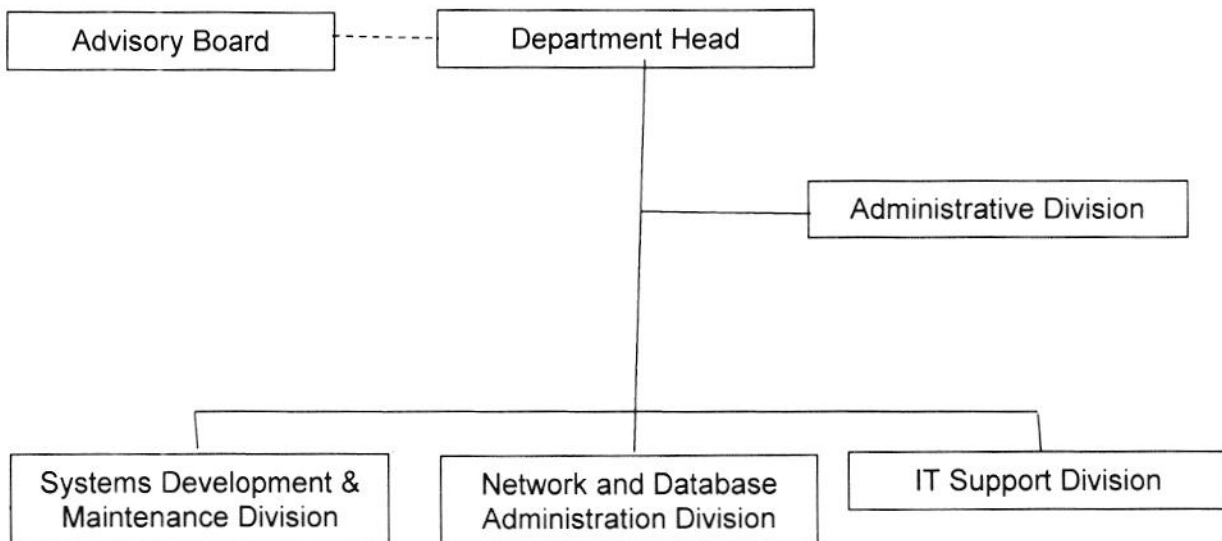 Advisory Board
Department Head
Administrative Division
Systems Development &
Maintenance Division
Network and Database
Administration Division
IT Support Division